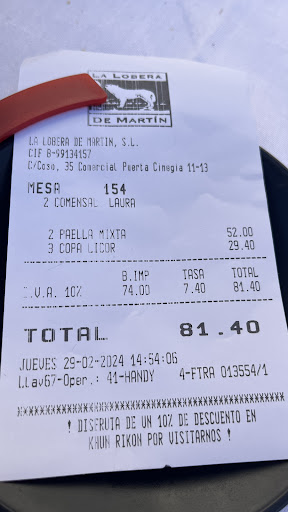 LA LOBERA
DE MARTÍN
LA LOBERA DE MARTIN, S.L.
CIF B-99134157
C/Coso, 35 Comercial Puerta Cinegia 11-13
MESA 154
2 COMENSAL LAURA
2 PAELLA MIXTA 52.00
3 COPA LICOR 29.40
B.IMP TASA TOTAL
I.V.A. 10% 74.00 7.40 81.40
TOTAL 81.40
JUEVES 29-02-2024 14:54:06
Llav67-Oper.: 41-HANDY 4-FTRA 013554/1
! DISFRUTA DE UN 10% DE DESCUENTO EN
KHUN RIKON POR VISITARNOS !